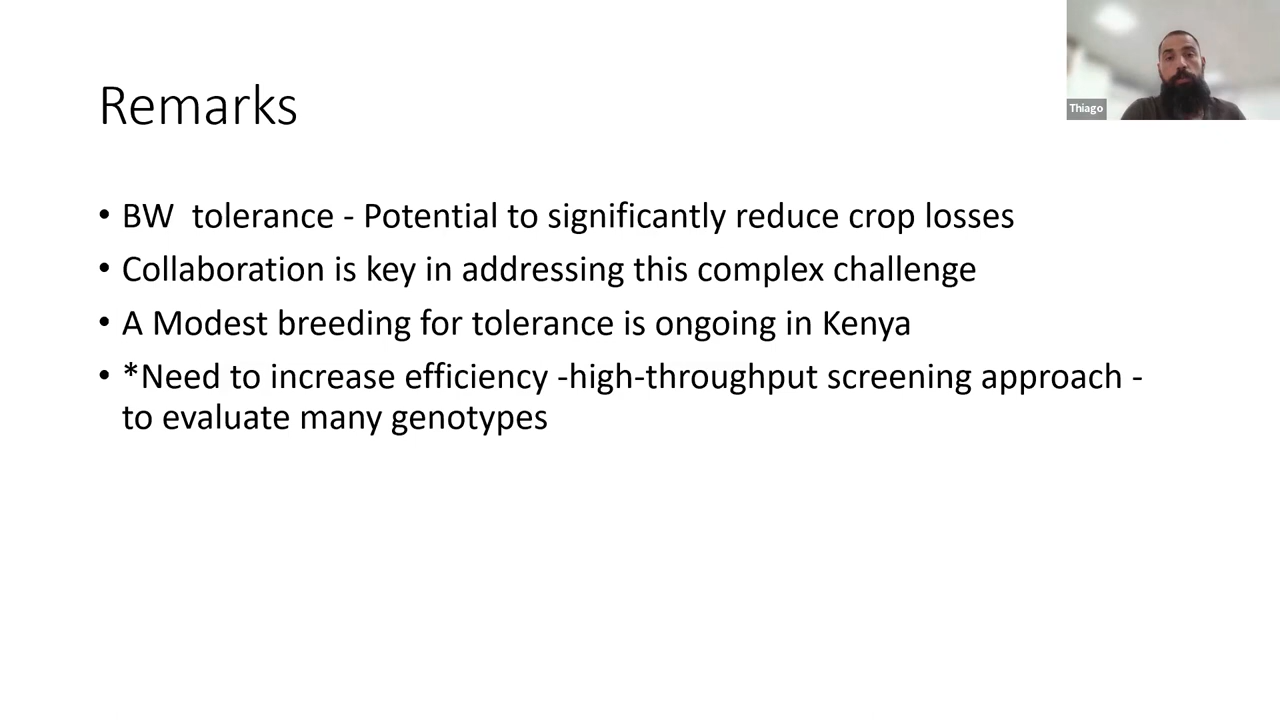 Remarks
Thiago
• BW  tolerance - Potential to significantly reduce crop losses
• Collaboration is key in addressing this complex challenge
• A Modest breeding for tolerance is ongoing in Kenya
• *Need to increase efficiency -high-throughput screening approach -
to evaluate many genotypes